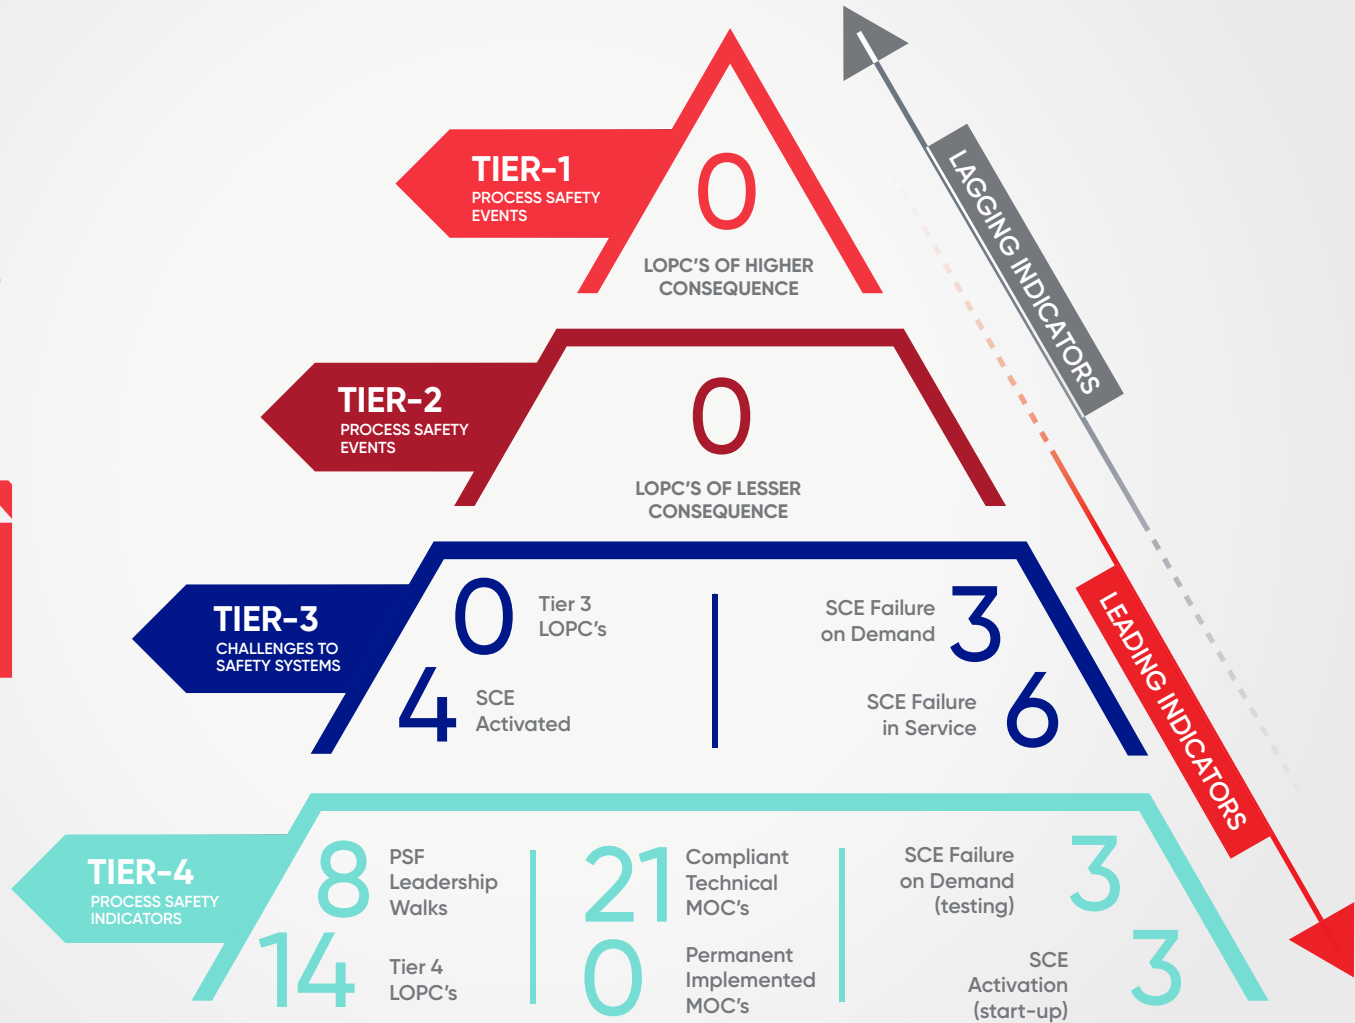 TIER-1
PROCESS SAFETY
EVENTS
0
LOPC'S OF HIGHER
CONSEQUENCE
LAGGING INDICATORS
TIER-2
PROCESS SAFETY
EVENTS
0
LOPC'S OF LESSER
CONSEQUENCE
TIER-3
CHALLENGES TO
SAFETY SYSTEMS
0
Tier 3
LOPC's
4
SCE
Activated
SCE Failure
on Demand
3
SCE Failure
in Service
6
LEADING INDICATORS
TIER-4
PROCESS SAFETY
INDICATORS
8
PSF
Leadership
Walks
14
Tier 4
LOPC's
21
Compliant
Technical
MOC's
0
Permanent
Implemented
MOC's
SCE Failure
on Demand
(testing)
3
SCE
Activation
(start-up)
3